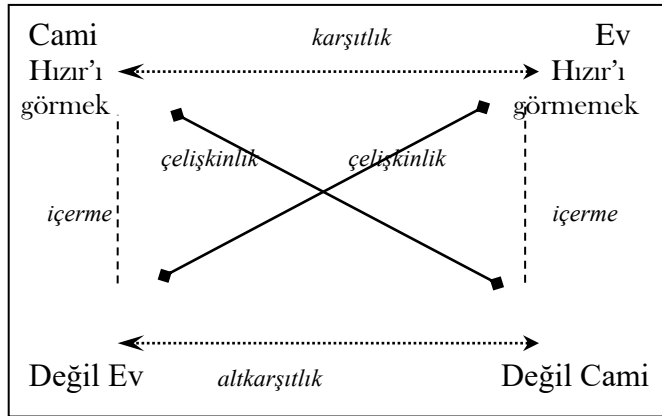 Cami karşıtlık Ev
Hızır’ı Hızır’ı
görmek görmemek
çelişkinlik çelişkinlik
içerme içerme
Değil Ev altkarşıtlık Değil Cami